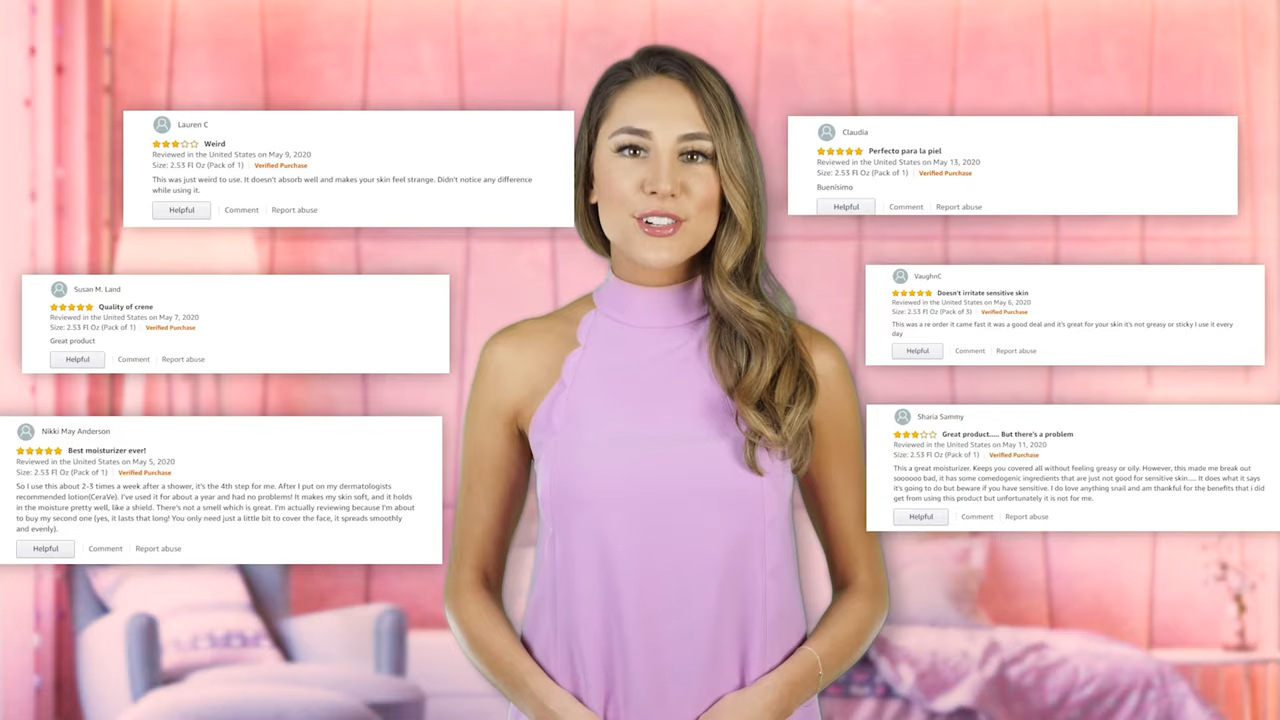 Lauren C
Weird
Reviewed in the United States on May 9, 2020
Size: 2.53 Fl Oz (Pack of 1) | Verified Purchase
This was just weird to use. It doesn't absorb well and makes your skin feel strange. Didn't notice any difference
while using it.
Helpful | Comment | Report abuse
Susan M. Land
Quality of crene
Reviewed in the United States on May 7, 2020
Size: 2.53 Fl Oz (Pack of 1) | Verified Purchase
Great product
Helpful | Comment | Report abuse
Nikki May Anderson
Best moisturizer ever!
Reviewed in the United States on May 5, 2020
Size: 2.53 Fl Oz (Pack of 1) | Verified Purchase
So I use this about 2-3 times a week after a shower, it's the 4th step for me. After I put on my dermatologists
recommended lotion(CeraVe). I've used it for about a year and had no problems! It makes my skin soft, and it holds
in the moisture pretty well, like a shield. There's not a smell which is great. I'm actually reviewing because I'm about
to buy my second one (yes, it lasts that long! You only need just a little bit to cover the face, it spreads smoothly
and evenly).
Helpful | Comment | Report abuse
Claudia
Perfecto para la piel
Reviewed in the United States on May 13, 2020
Size: 2.53 Fl Oz (Pack of 1) | Verified Purchase
Buenísimo
Helpful | Comment | Report abuse
VaughnC
Doesn't irritate sensitive skin
Reviewed in the United States on May 6, 2020
Size: 2.53 Fl Oz (Pack of 3) | Verified Purchase
This was a re order it came fast it was a good deal and it's great for your skin it's not greasy or sticky I use it every
day
Helpful | Comment | Report abuse
Sharia Sammy
Great product..... But there's a problem
Reviewed in the United States on May 11, 2020
Size: 2.53 Fl Oz (Pack of 1) | Verified Purchase
This a great moisturizer. Keeps you covered all without feeling greasy or oily. However, this made me break out
sooooooo bad, it has some comedogenic ingredients that are just not good for sensitive skin.... It does what it says
it's going to do but beware if you have sensitive. I do love anything snail and am thankful for the benefits that i did
get from using this product but unfortunately it is not for me.
Helpful | Comment | Report abuse